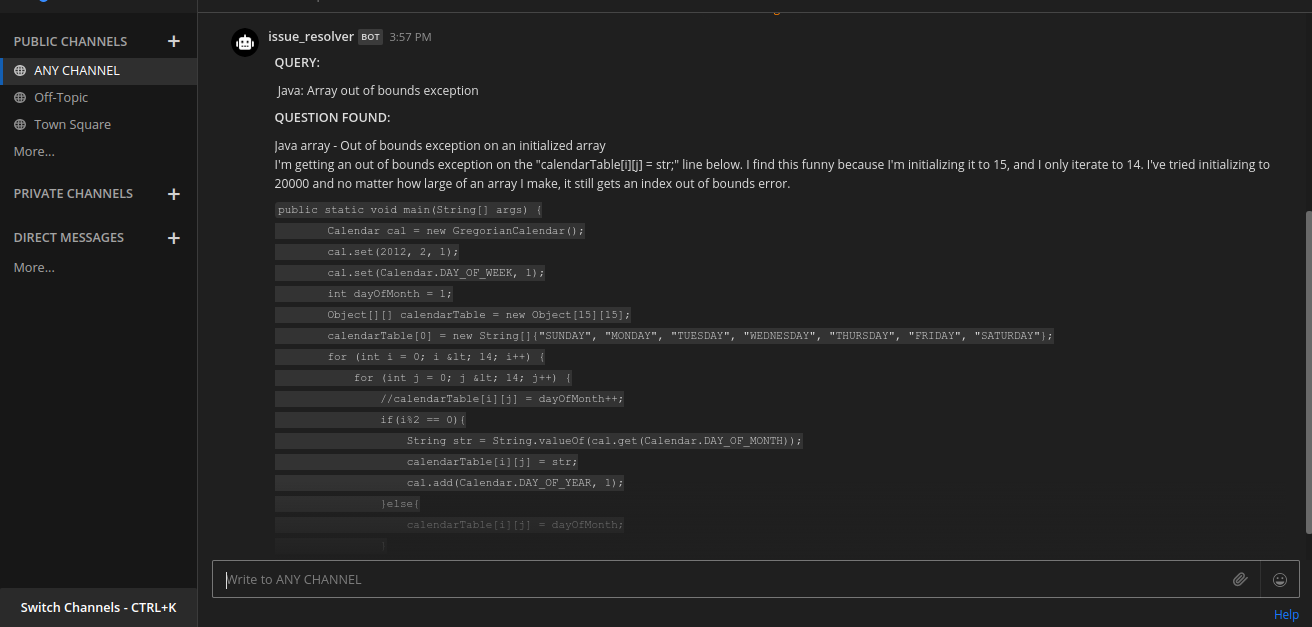 PUBLIC CHANNELS +
ANY CHANNEL
Off-Topic
Town Square
More...
PRIVATE CHANNELS +
DIRECT MESSAGES +
More...
Switch Channels - CTRL+K
issue_resolver BOT 3:57 PM
QUERY:
Java: Array out of bounds exception
QUESTION FOUND:
Java array - Out of bounds exception on an initialized array
I'm getting an out of bounds exception on the "calendarTable[i][j] = str;" line below. I find this funny because I'm initializing it to 15, and I only iterate to 14. I've tried initializing to
20000 and no matter how large of an array I make, it still gets an index out of bounds error.
public static void main(String[] args) {
Calendar cal = new GregorianCalendar();
cal.set(2012, 2, 1);
cal.set(Calendar.DAY_OF_WEEK, 1);
int dayOfMonth = 1;
Object[][] calendarTable = new Object[15][15];
calendarTable[0] = new String[]{"SUNDAY", "MONDAY", "TUESDAY", "WEDNESDAY", "THURSDAY", "FRIDAY", "SATURDAY"};
for (int i = 0; i &lt; 14; i++) {
for (int j = 0; j &lt; 14; j++) {
//calendarTable[i][j] = dayOfMonth++;
if(i%2 == 0){
String str = String.valueOf(cal.get(Calendar.DAY_OF_MONTH));
calendarTable[i][j] = str;
cal.add(Calendar.DAY_OF_YEAR, 1);
}else{
calendarTable[i][j] = dayOfMonth;
}
Write to ANY CHANNEL
Help